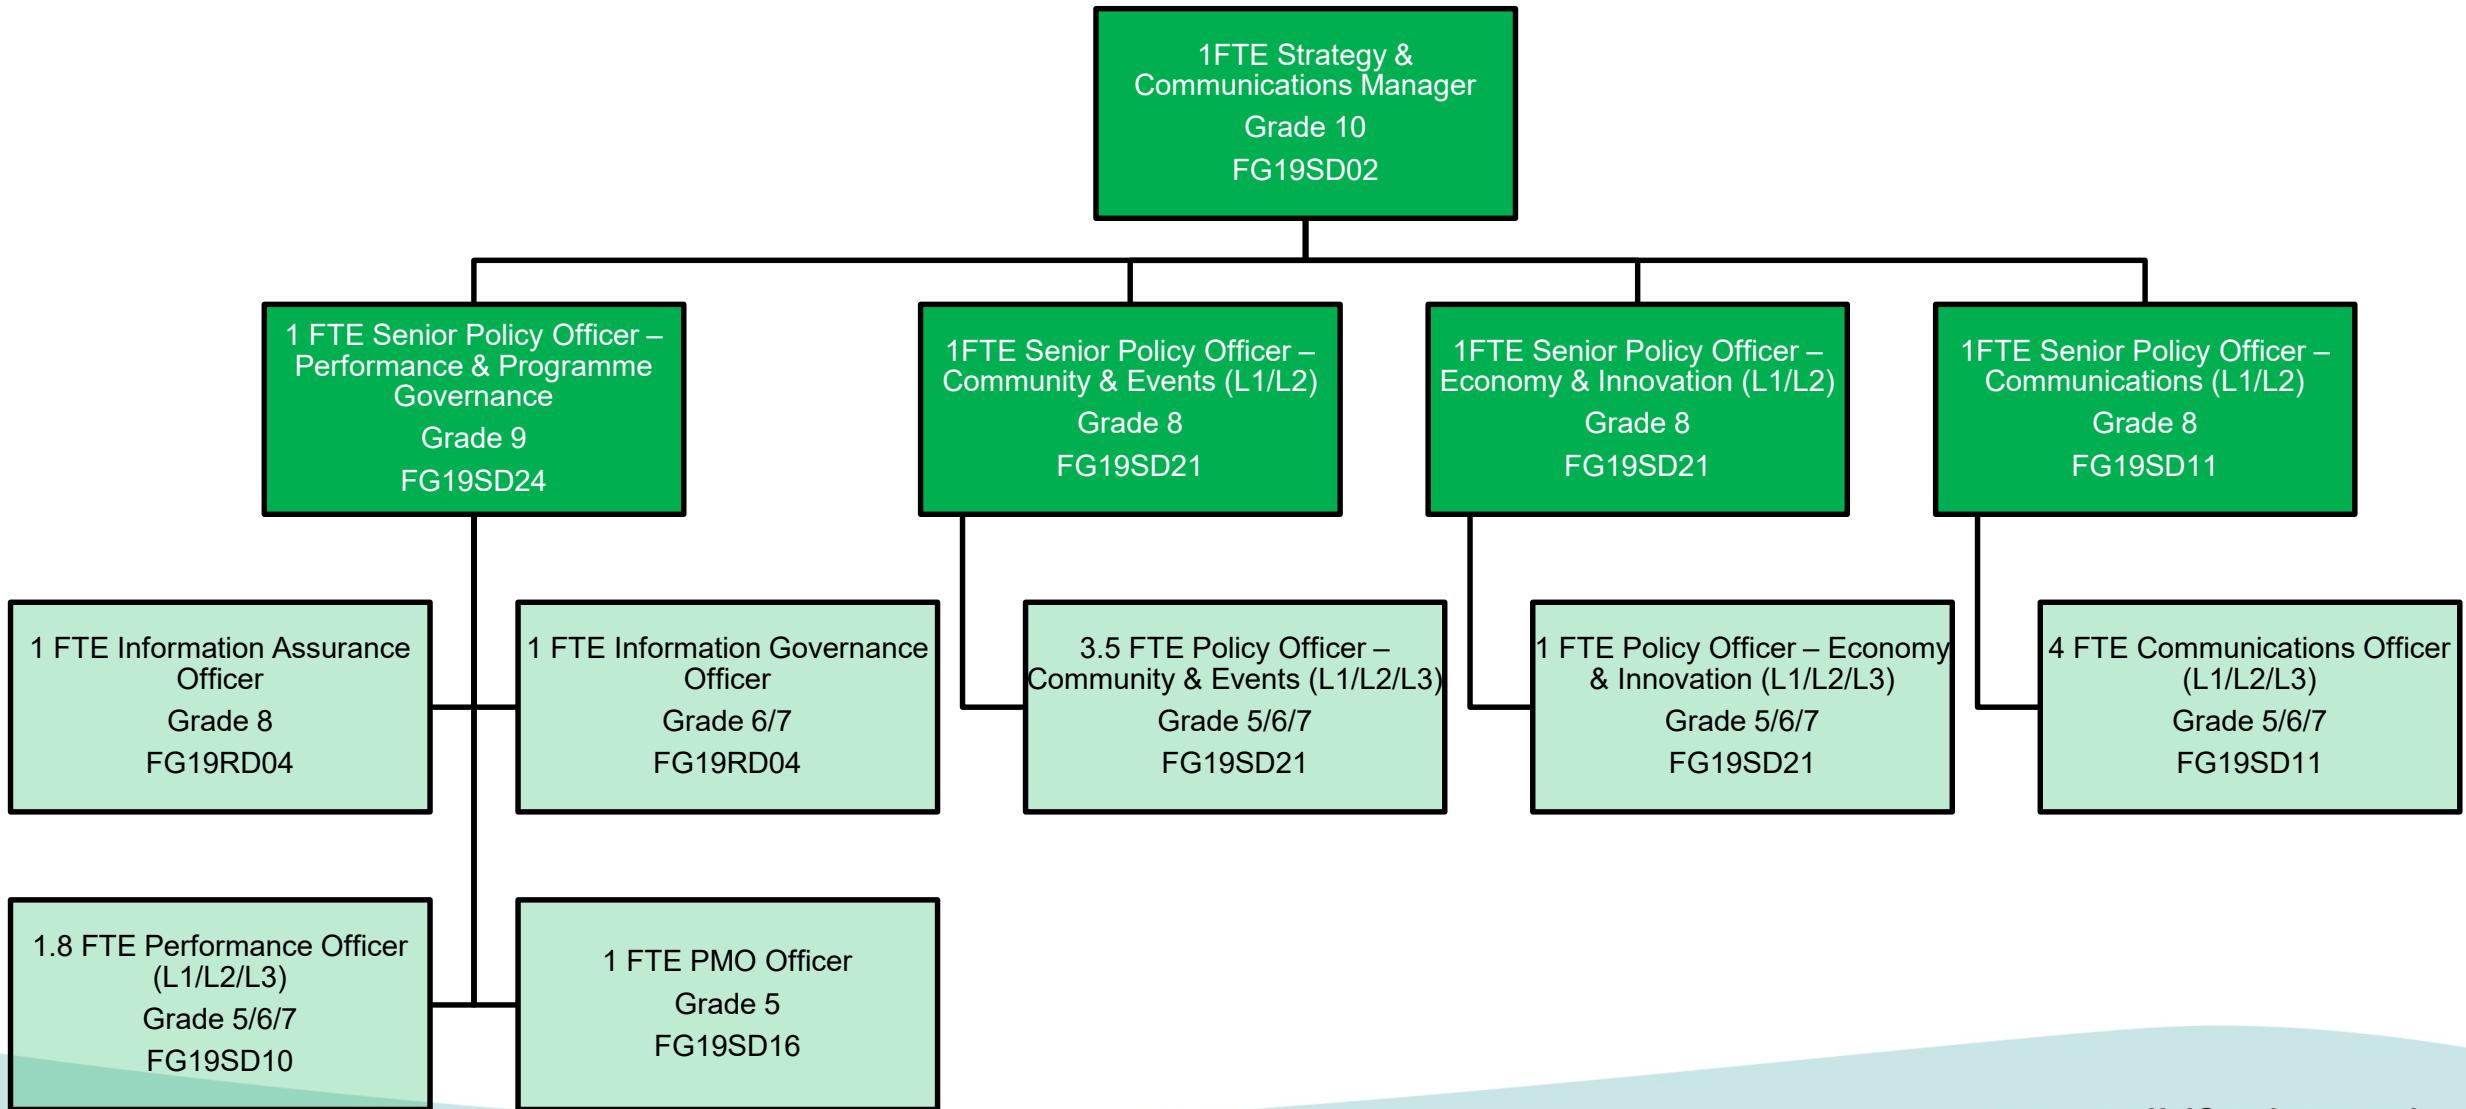 1FTE Strategy &
Communications Manager
Grade 10
FG19SD02
1 FTE Senior Policy Officer –
Performance & Programme
Governance
Grade 9
FG19SD24
1FTE Senior Policy Officer –
Community & Events (L1/L2)
Grade 8
FG19SD21
1FTE Senior Policy Officer –
Economy & Innovation (L1/L2)
Grade 8
FG19SD21
1FTE Senior Policy Officer –
Communications (L1/L2)
Grade 8
FG19SD11
1 FTE Information Assurance
Officer
Grade 8
FG19RD04
1 FTE Information Governance
Officer
Grade 6/7
FG19RD04
3.5 FTE Policy Officer –
Community & Events (L1/L2/L3)
Grade 5/6/7
FG19SD21
1 FTE Policy Officer – Economy
& Innovation (L1/L2/L3)
Grade 5/6/7
FG19SD21
4 FTE Communications Officer
(L1/L2/L3)
Grade 5/6/7
FG19SD11
1.8 FTE Performance Officer
(L1/L2/L3)
Grade 5/6/7
FG19SD10
1 FTE PMO Officer
Grade 5
FG19SD16